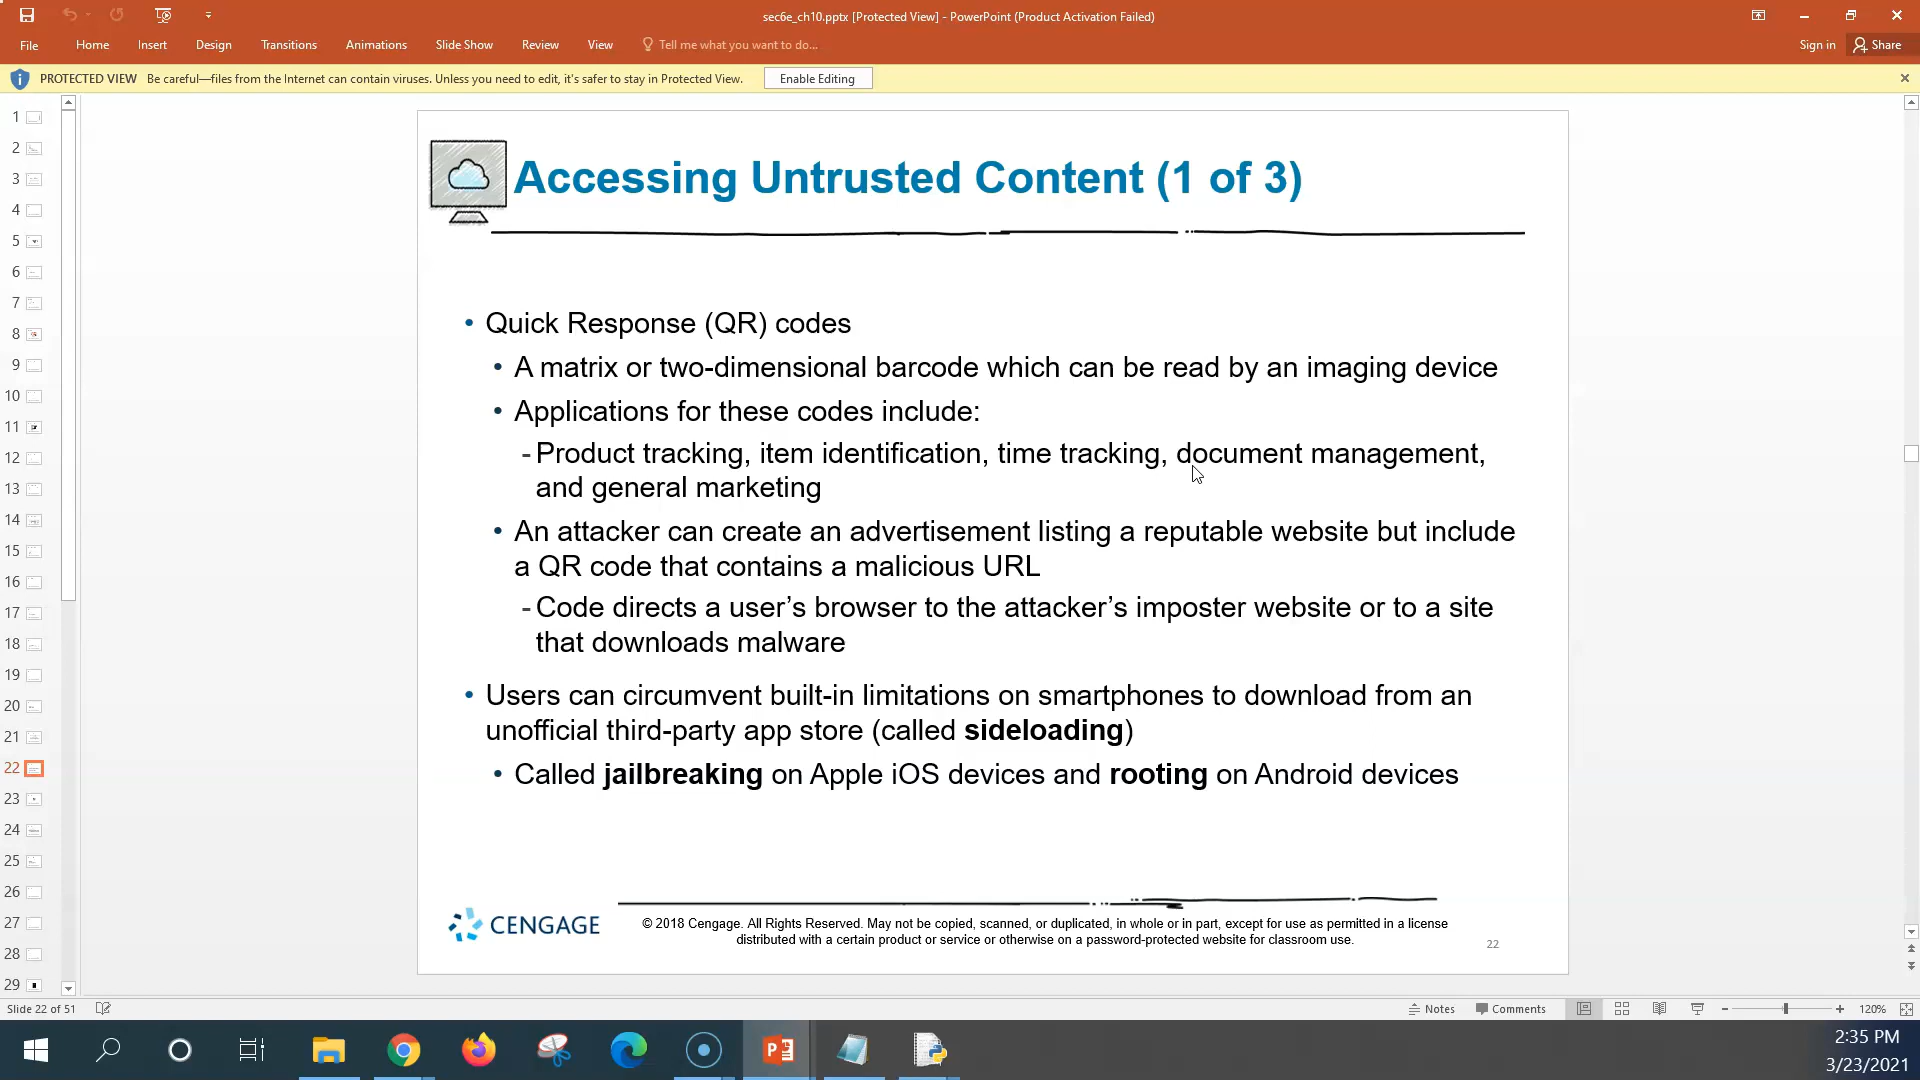 sec6e_ch10.pptx [Protected View] - PowerPoint (Product Activation Failed)
File Home Insert Design Transitions Animations Slide Show Review View Tell me what you want to do... Sign in Share
PROTECTED VIEW Be careful—files from the Internet can contain viruses. Unless you need to edit, it's safer to stay in Protected View. Enable Editing
1
2
3
4
5
6
7
8
9
10
11
12
13
14
15
16
17
18
19
20
21
22
23
24
25
26
27
28
29
Accessing Untrusted Content (1 of 3)
• Quick Response (QR) codes
• A matrix or two-dimensional barcode which can be read by an imaging device
• Applications for these codes include:
- Product tracking, item identification, time tracking, document management,
and general marketing
• An attacker can create an advertisement listing a reputable website but include
a QR code that contains a malicious URL
- Code directs a user’s browser to the attacker’s imposter website or to a site
that downloads malware
• Users can circumvent built-in limitations on smartphones to download from an
unofficial third-party app store (called sideloading)
• Called jailbreaking on Apple iOS devices and rooting on Android devices
CENGAGE
© 2018 Cengage. All Rights Reserved. May not be copied, scanned, or duplicated, in whole or in part, except for use as permitted in a license
distributed with a certain product or service or otherwise on a password-protected website for classroom use.
22
Slide 22 of 51 Notes Comments 120%
2:35 PM
3/23/2021